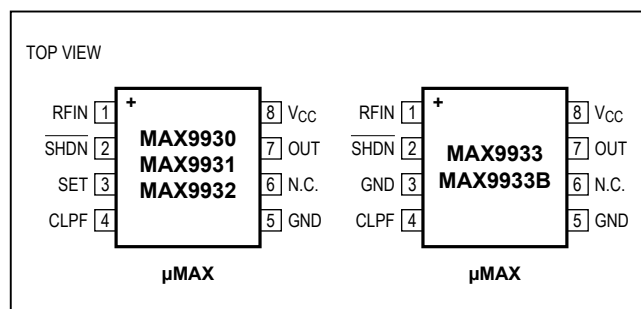 TOP VIEW
RFIN 1
SHDN 2
SET 3
CLPF 4
+
MAX9930
MAX9931
MAX9932
8 VCC
7 OUT
6 N.C.
5 GND
µMAX
RFIN 1
SHDN 2
GND 3
CLPF 4
+
MAX9933
MAX9933B
8 VCC
7 OUT
6 N.C.
5 GND
µMAX